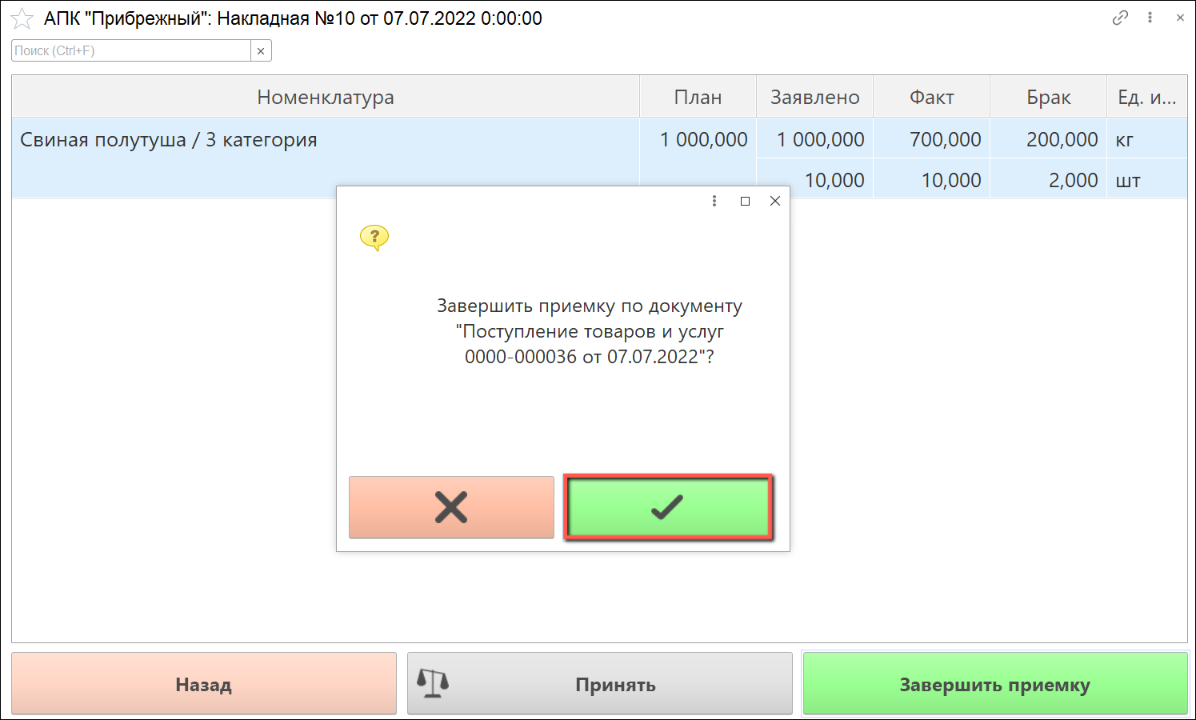 АПК "Прибрежный": Накладная №10 от 07.07.2022 0:00:00
Поиск (Ctrl+F)
Номенклатура План Заявлено Факт Брак Ед. и...
Свиная полутуша / 3 категория 1 000,000 1 000,000 700,000 200,000 кг
10,000 10,000 2,000 шт
Завершить приемку по документу
"Поступление товаров и услуг
0000-000036 от 07.07.2022"?
Назад Принять Завершить приемку